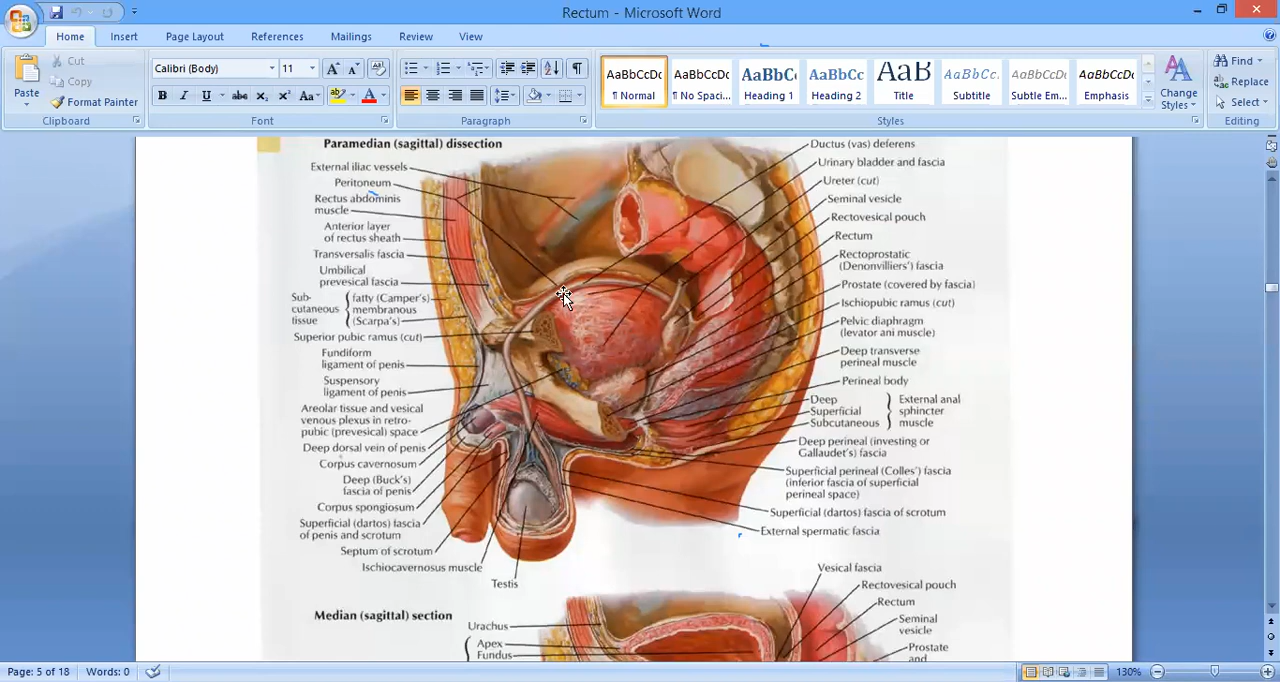 Rectum - Microsoft Word
Home
Insert
Page Layout
References
Mailings
Review
View
Paste
Cut
Copy
Format Painter
Clipboard
Calibri (Body)
11
Font
Paragraph
AaBbCcDc
¶ Normal
AaBbCcDc
¶ No Spaci...
AaBbC
Heading 1
AaBbCc
Heading 2
AaB
Title
AaBbCc.
Subtitle
AaBbCcDc
Subtle Em...
AaBbCcDc
Emphasis
Change
Styles
Styles
Find
Replace
Select
Editing
Paramedian (sagittal) dissection
External iliac vessels
Peritoneum
Rectus abdominis
muscle
Anterior layer
of rectus sheath
Transversalis fascia
Umbilical
prevesical fascia
Sub-
cutaneous
tissue
fatty (Camper's)
membranous
(Scarpa's)
Superior pubic ramus (cut)
Fundiform
ligament of penis
Suspensory
ligament of penis
Areolar tissue and vesical
venous plexus in retro-
pubic (prevesical) space
Deep dorsal vein of penis
Corpus cavernosum
Deep (Buck's)
fascia of penis
Corpus spongiosum
Superficial (dartos) fascia
of penis and scrotum
Septum of scrotum
Ischiocavernosus muscle
Testis
Ductus (vas) deferens
Urinary bladder and fascia
Ureter (cut)
Seminal vesicle
Rectovesical pouch
Rectum
Rectoprostatic
(Denonvilliers') fascia
Prostate (covered by fascia)
Ischiopubic ramus (cut)
Pelvic diaphragm
(levator ani muscle)
Deep transverse
perineal muscle
Perineal body
Deep
Superficial
Subcutaneous
External anal
sphincter
muscle
Deep perineal (investing or
Gallaudet's) fascia
Superficial perineal (Colles') fascia
(inferior fascia of superficial
perineal space)
Superficial (dartos) fascia of scrotum
External spermatic fascia
Median (sagittal) section
Urachus
Apex
Fundus
Vesical fascia
Rectovesical pouch
Rectum
Seminal
vesicle
Prostate
and
Page: 5 of 18
Words: 0
130%